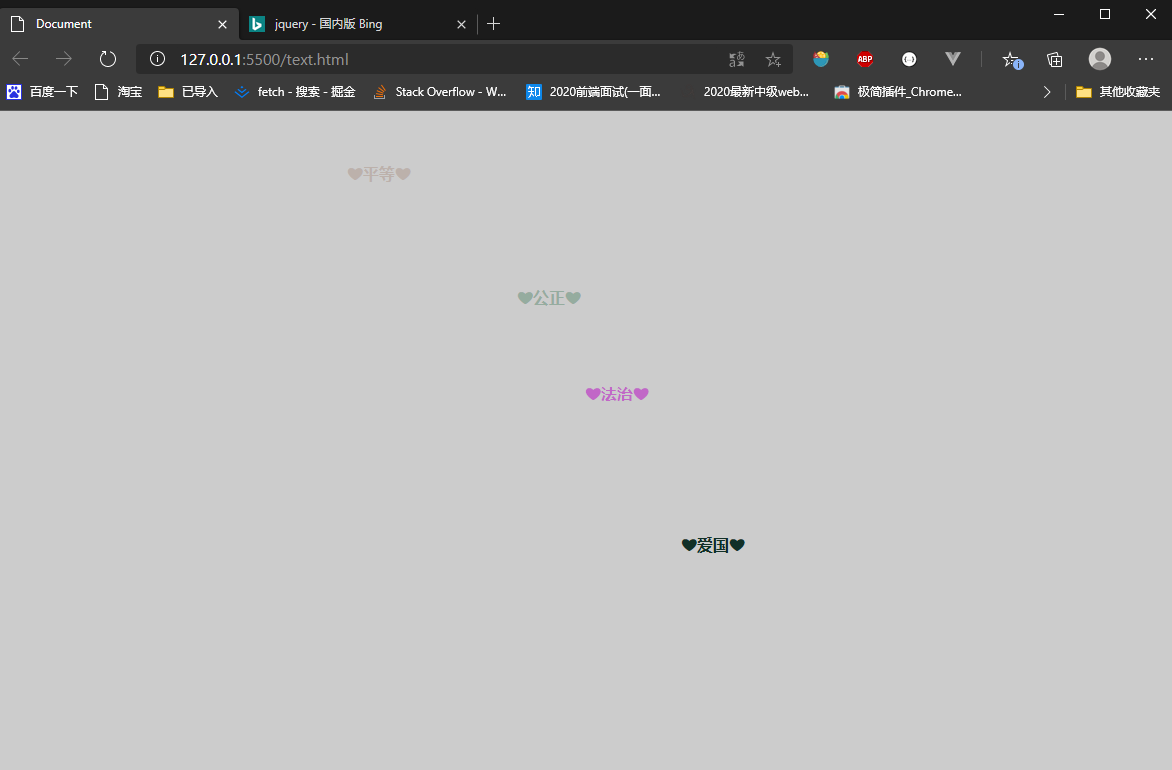 Document
jquery - 国内版 Bing
127.0.0.1:5500/text.html
ABP
百度一下 淘宝 已导入 fetch - 搜索 - 掘金 Stack Overflow - W... 知 2020前端面试(一面... 2020最新中级web... 极简插件_Chrome... 其他收藏夹
♥平等♥
♥公正♥
♥法治♥
♥爱国♥